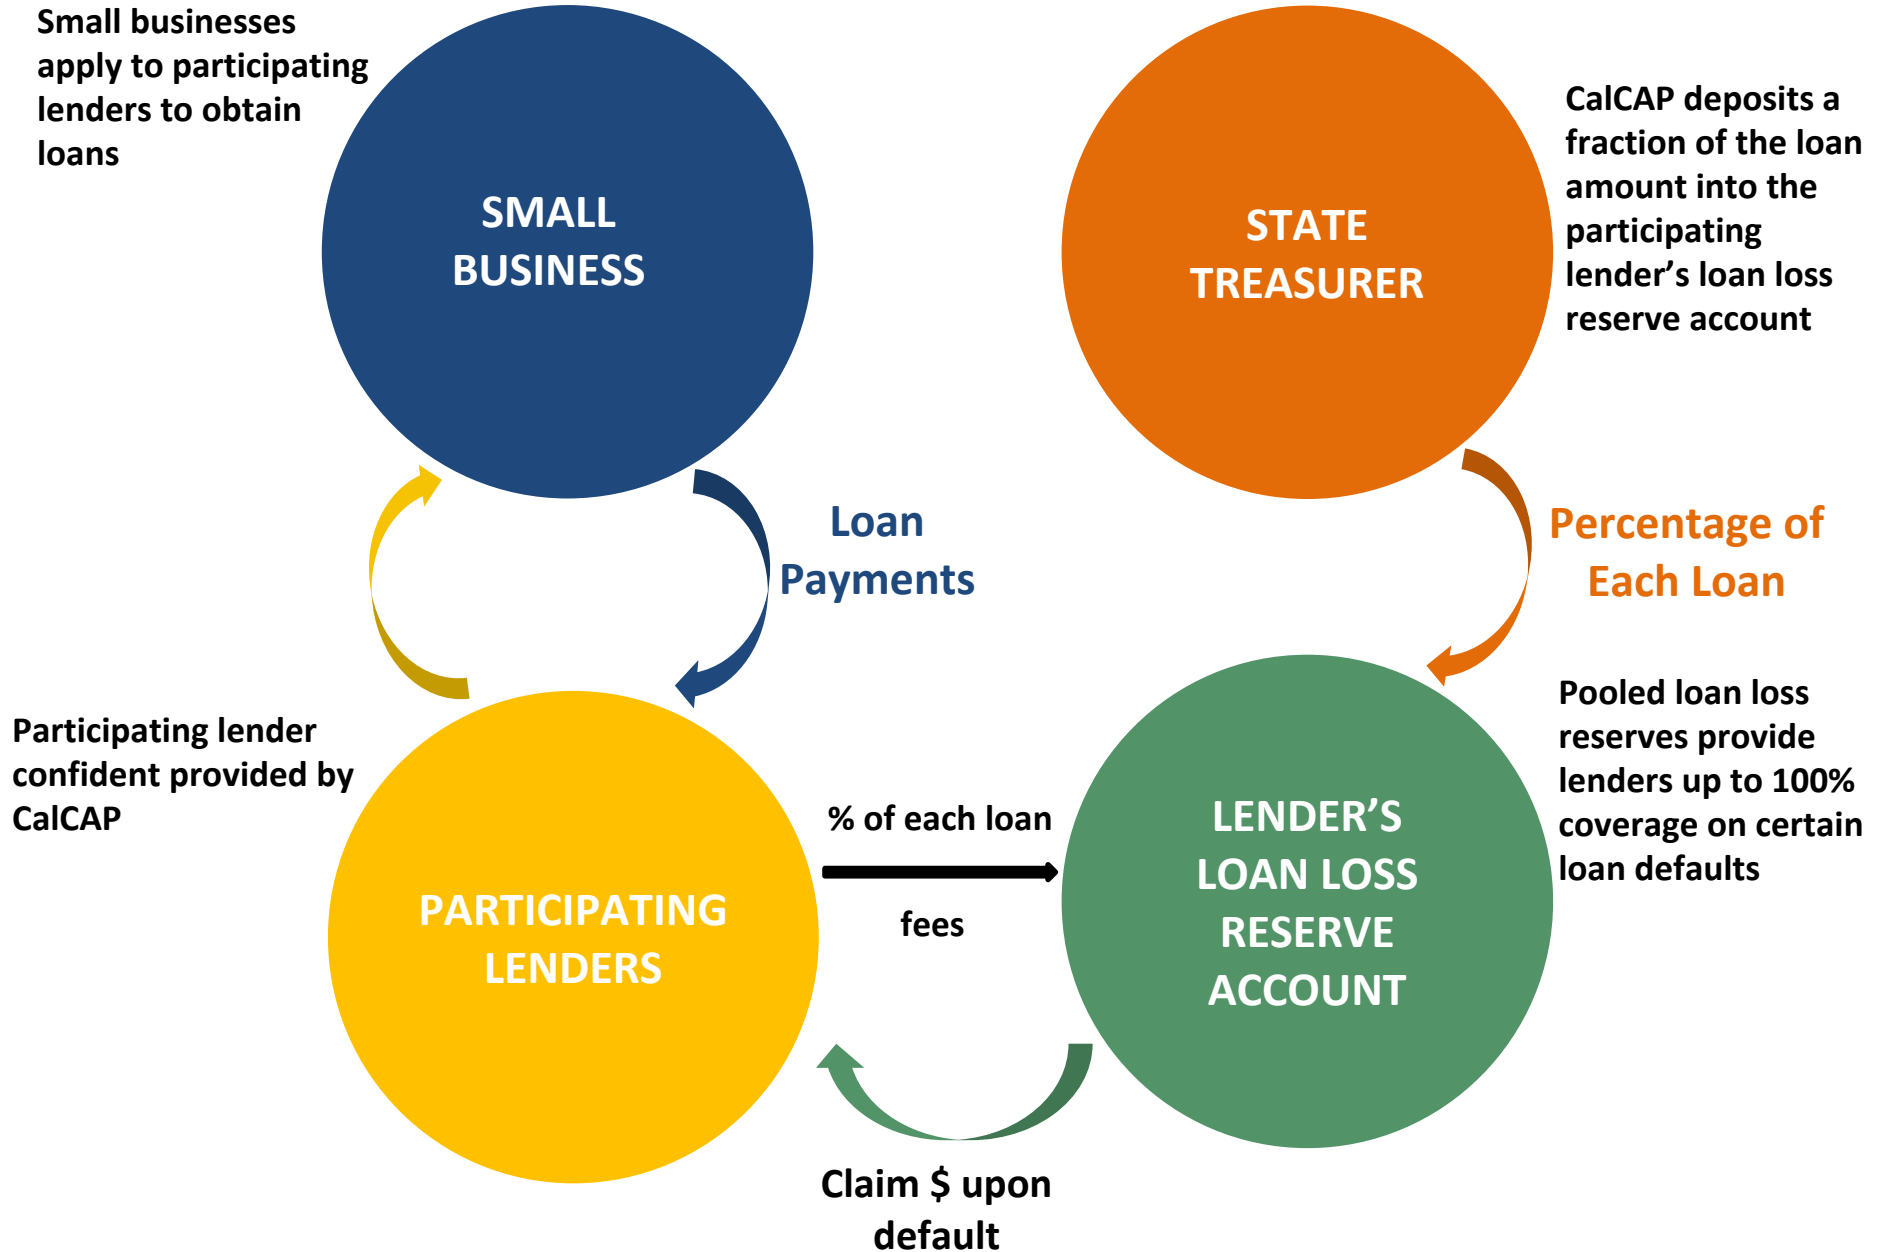 Small businesses
apply to participating
lenders to obtain
loans
SMALL
BUSINESS
STATE
TREASURER
CalCAP deposits a
fraction of the loan
amount into the
participating
lender’s loan loss
reserve account
Loan
Payments
Percentage of
Each Loan
Participating lender
confident provided by
CalCAP
PARTICIPATING
LENDERS
% of each loan
fees
LENDER’S
LOAN LOSS
RESERVE
ACCOUNT
Pooled loan loss
reserves provide
lenders up to 100%
coverage on certain
loan defaults
Claim $ upon
default